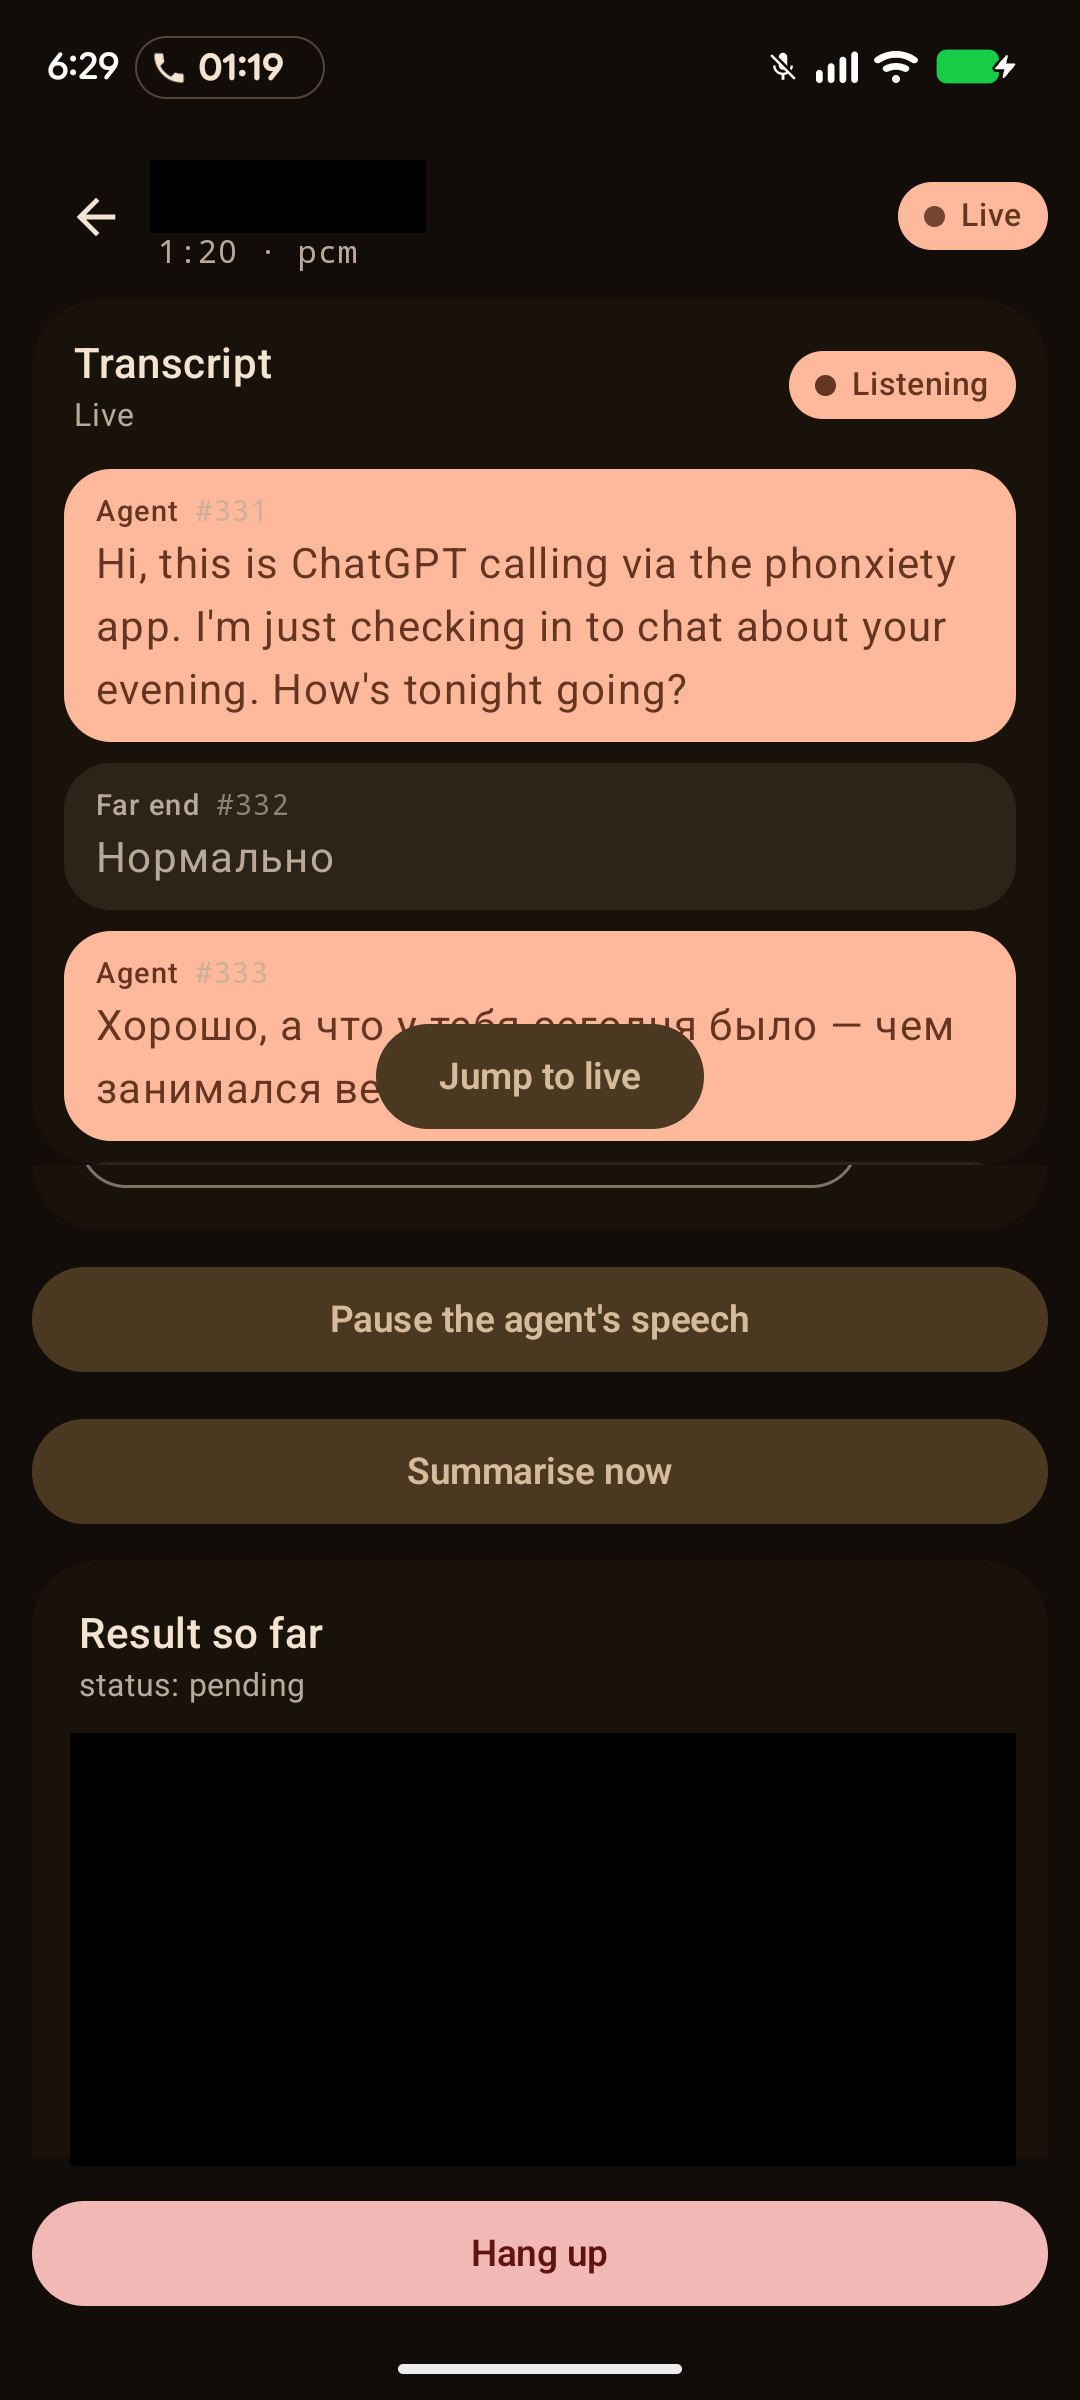 6:29 01:19
1:20 · pcm
Live
Transcript
Live
Listening
Agent #331
Hi, this is ChatGPT calling via the phonxiety
app. I'm just checking in to chat about your
evening. How's tonight going?
Far end #332
Нормально
Agent #333
Хорошо, а что у тебя сегодня было — чем
занимался
Jump to live
Pause the agent's speech
Summarise now
Result so far
status: pending
Hang up